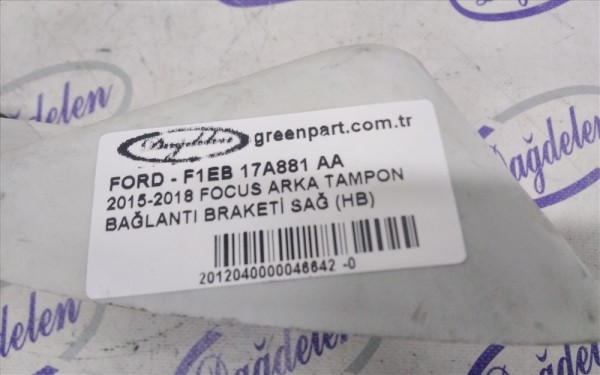 Dağdelen
greenpart.com.tr
FORD - F1EB 17A881 AA
2015-2018 FOCUS ARKA TAMPON
BAĞLANTI BRAKETİ SAĞ (HB)
2012040000046642 -0
Dağdelen
Dağdelen
Dağdelen
Dağdelen